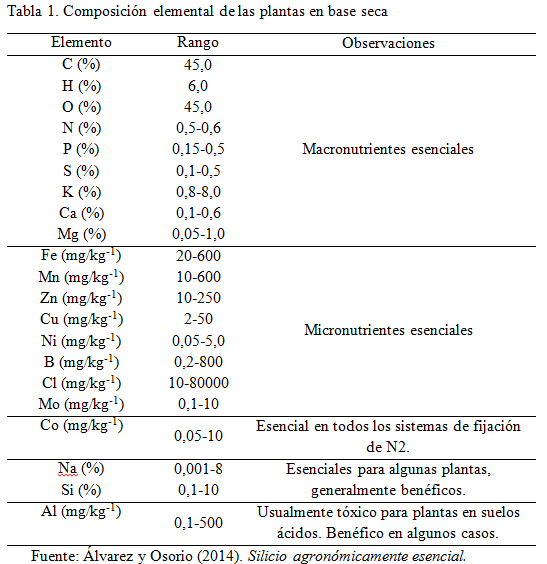 Tabla 1. Composición elemental de las plantas en base seca
Elemento Rango Observaciones
C (%) 45,0
H (%) 6,0
O (%) 45,0
N (%) 0,5-0,6
P (%) 0,15-0,5 Macronutrientes esenciales
S (%) 0,1-0,5
K (%) 0,8-8,0
Ca (%) 0,1-0,6
Mg (%) 0,05-1,0
Fe (mg/kg-1) 20-600
Mn (mg/kg-1) 10-600
Zn (mg/kg-1) 10-250
Cu (mg/kg-1) 2-50
Ni (mg/kg-1) 0,05-5,0 Micronutrientes esenciales
B (mg/kg-1) 0,2-800
Cl (mg/kg-1) 10-80000
Mo (mg/kg-1) 0,1-10
Co (mg/kg-1) 0,05-10 Esencial en todos los sistemas de fijación
de N2.
Na (%) 0,001-8 Esenciales para algunas plantas,
Si (%) 0,1-10 generalmente benéficos.
Al (mg/kg-1) 0,1-500 Usualmente tóxico para plantas en suelos
ácidos. Benéfico en algunos casos.
Fuente: Álvarez y Osorio (2014). Silicio agronómicamente esencial.